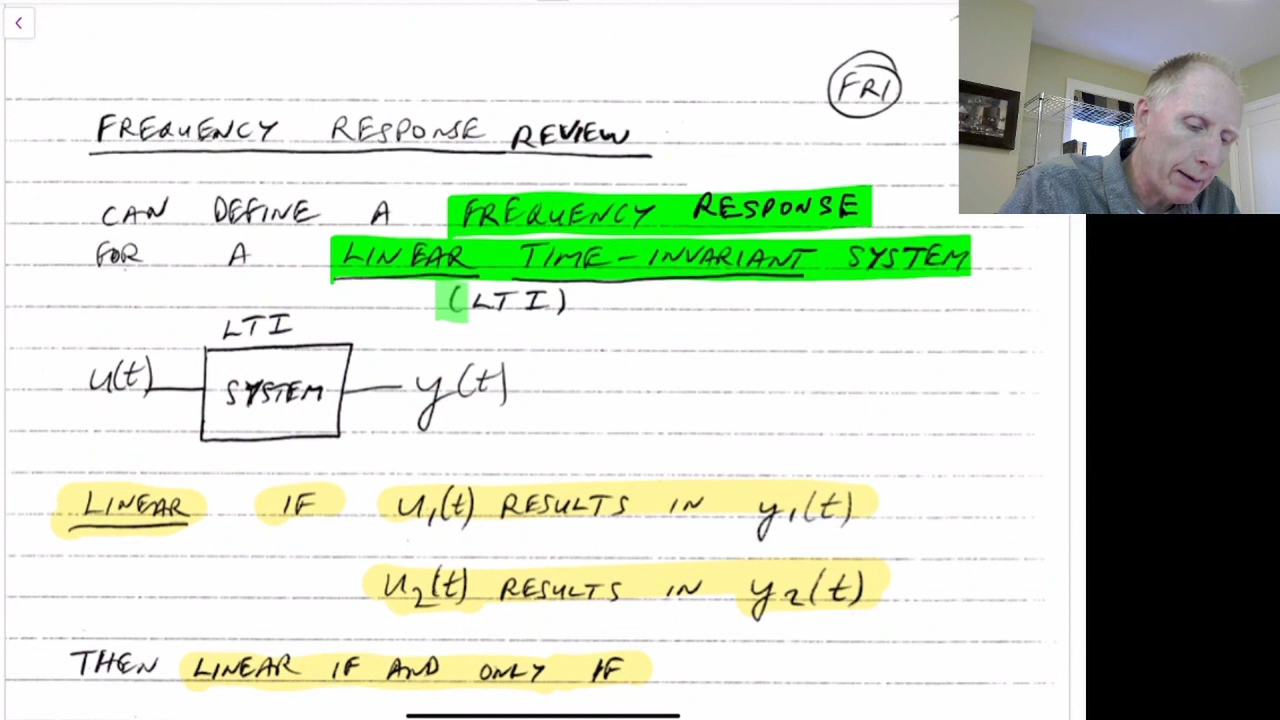 FR1
FREQUENCY RESPONSE REVIEW
CAN DEFINE A FREQUENCY RESPONSE
FOR A LINEAR TIME-INVARIANT SYSTEM
(LTI)
LTI
u(t) SYSTEM y(t)
LINEAR IF u₁(t) RESULTS IN y₁(t)
u₂(t) RESULTS IN y₂(t)
THEN LINEAR IF AND ONLY IF